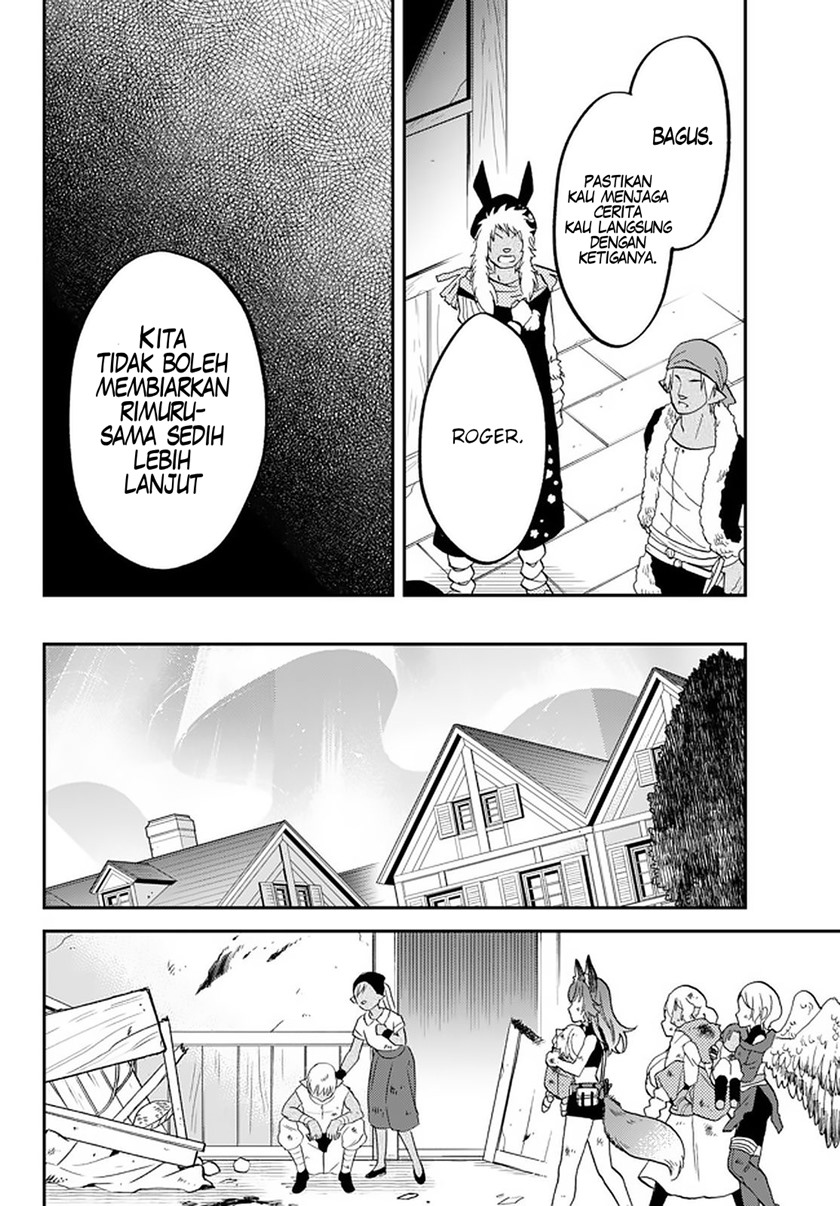 BAGUS.
PASTIKAN
KAU MENJAGA
CERITA
KAU LANGSUNG
DENGAN
KETIGANYA.
ROGER.
KITA
TIDAK BOLEH
MEMBIARKAN
RIMURU-
SAMA SEDIH
LEBIH
LANJUT